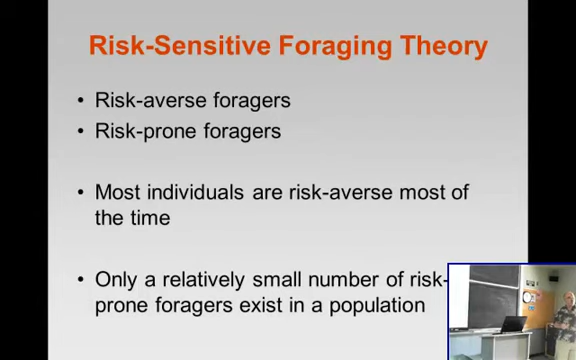 Risk-Sensitive Foraging Theory
• Risk-averse foragers
• Risk-prone foragers
• Most individuals are risk-averse most of
the time
• Only a relatively small number of risk-
prone foragers exist in a population